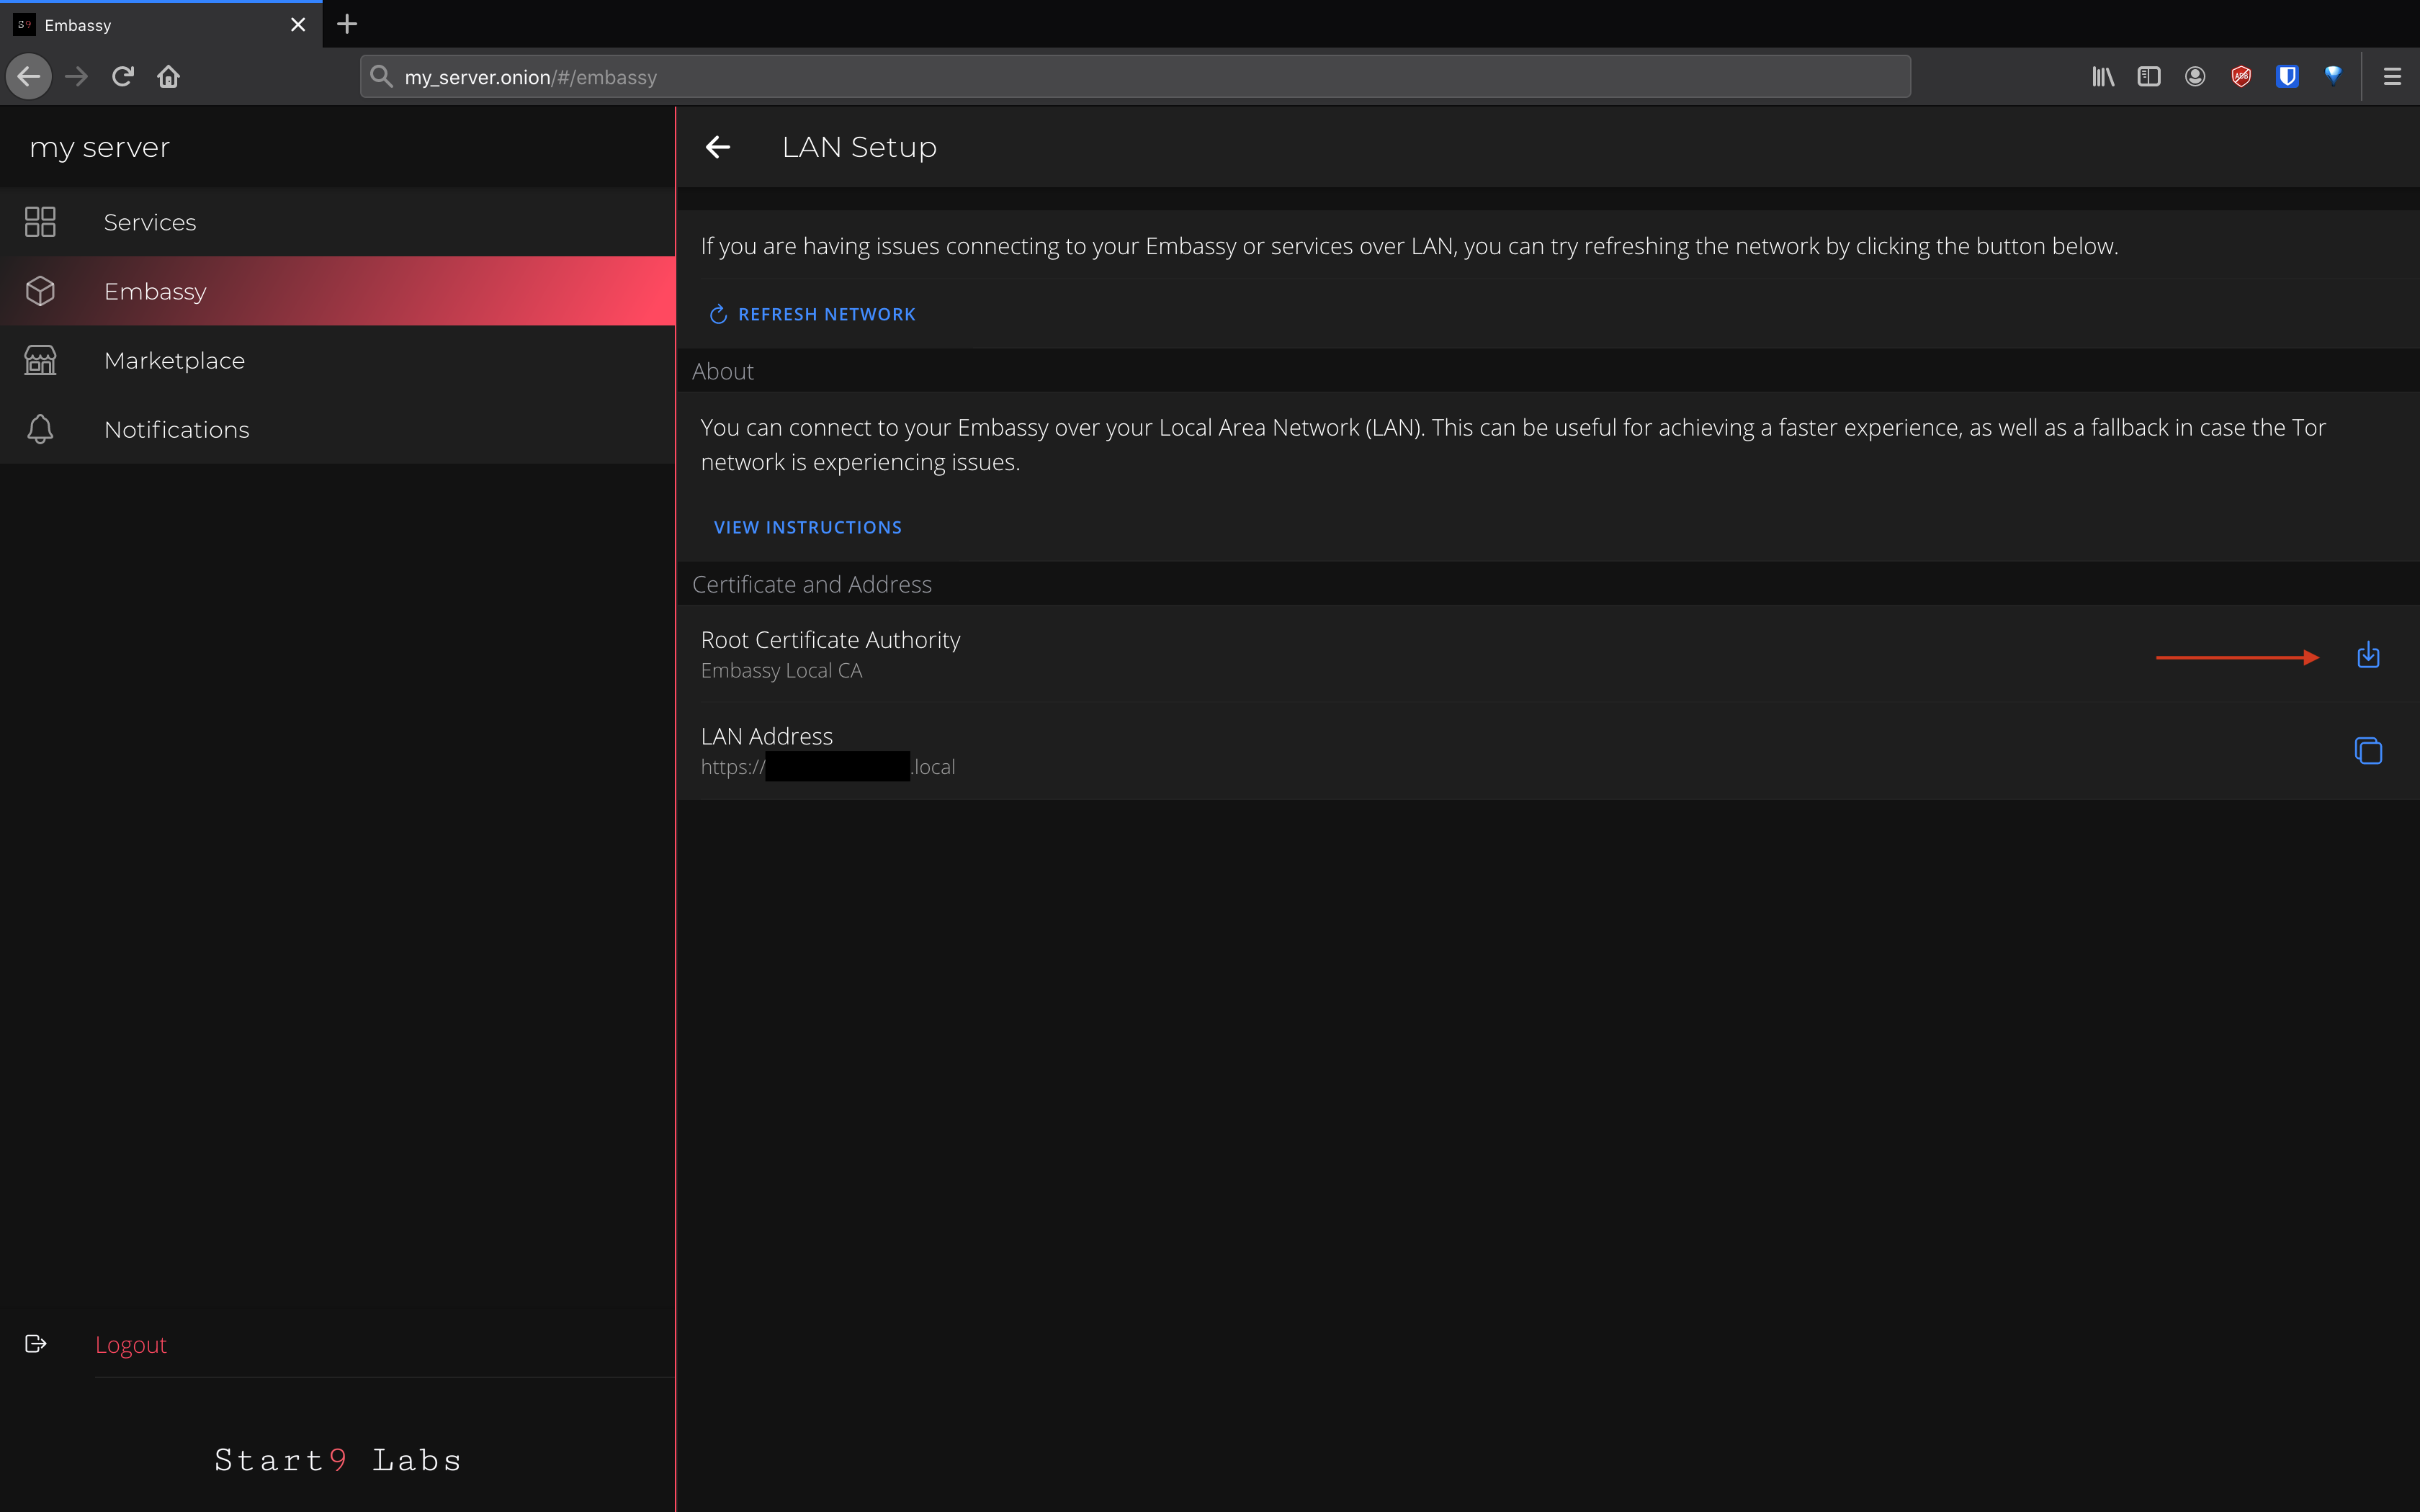 S9 Embassy
my_server.onion/#/embassy
my server
LAN Setup
Services
Embassy
Marketplace
Notifications
If you are having issues connecting to your Embassy or services over LAN, you can try refreshing the network by clicking the button below.
REFRESH NETWORK
About
You can connect to your Embassy over your Local Area Network (LAN). This can be useful for achieving a faster experience, as well as a fallback in case the Tor
network is experiencing issues.
VIEW INSTRUCTIONS
Certificate and Address
Root Certificate Authority
Embassy Local CA
LAN Address
https:// .local
Logout
Start9 Labs